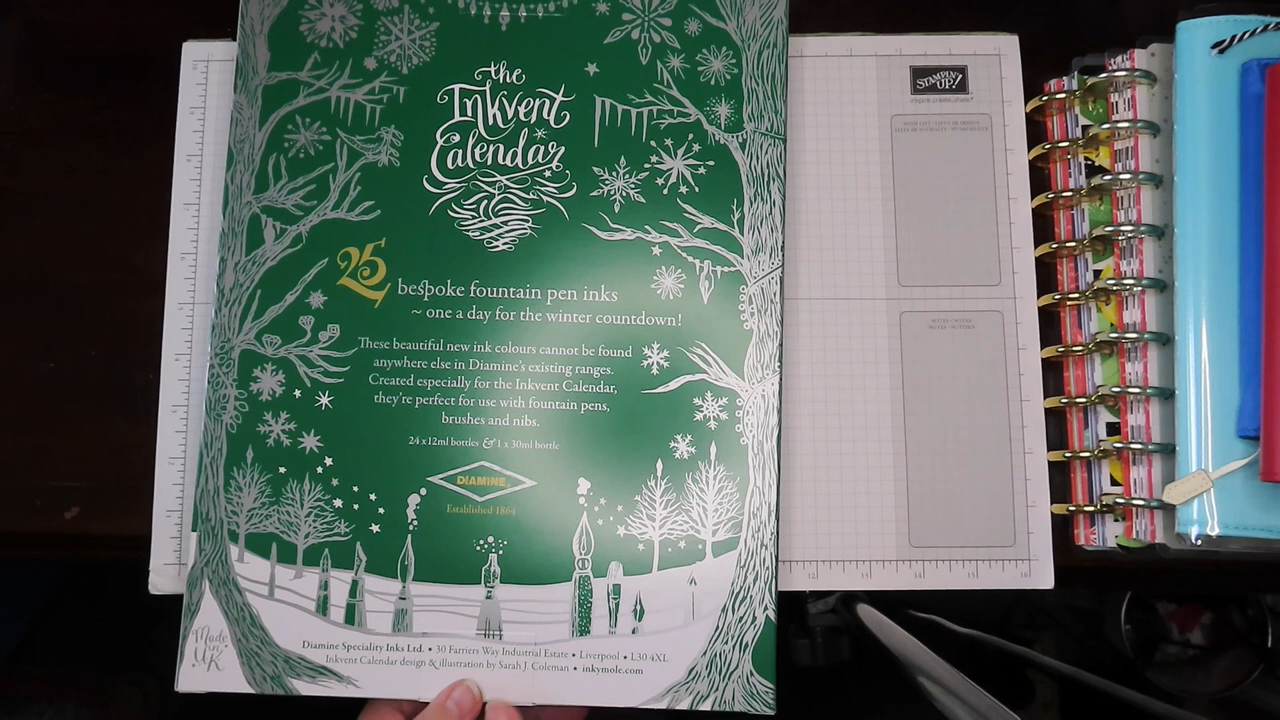 the
Inkvent
Calendar
25
bespoke fountain pen inks
~ one a day for the winter countdown!
These beautiful new ink colours cannot be found
anywhere else in Diamine's existing ranges.
Created especially for the Inkvent Calendar,
they're perfect for use with fountain pens,
brushes and nibs.
24 x 12ml bottles & 1 x 30ml bottle
DIAMINE
Established 1864
Made
in
UK
Diamine Speciality Inks Ltd. • 30 Farriers Way Industrial Estate • Liverpool • L30 4XL
Inkvent Calendar design & illustration by Sarah J. Coleman • inkymole.com
STAMPIN'
UP!
inspire.create.share.
12
13
14
15
16